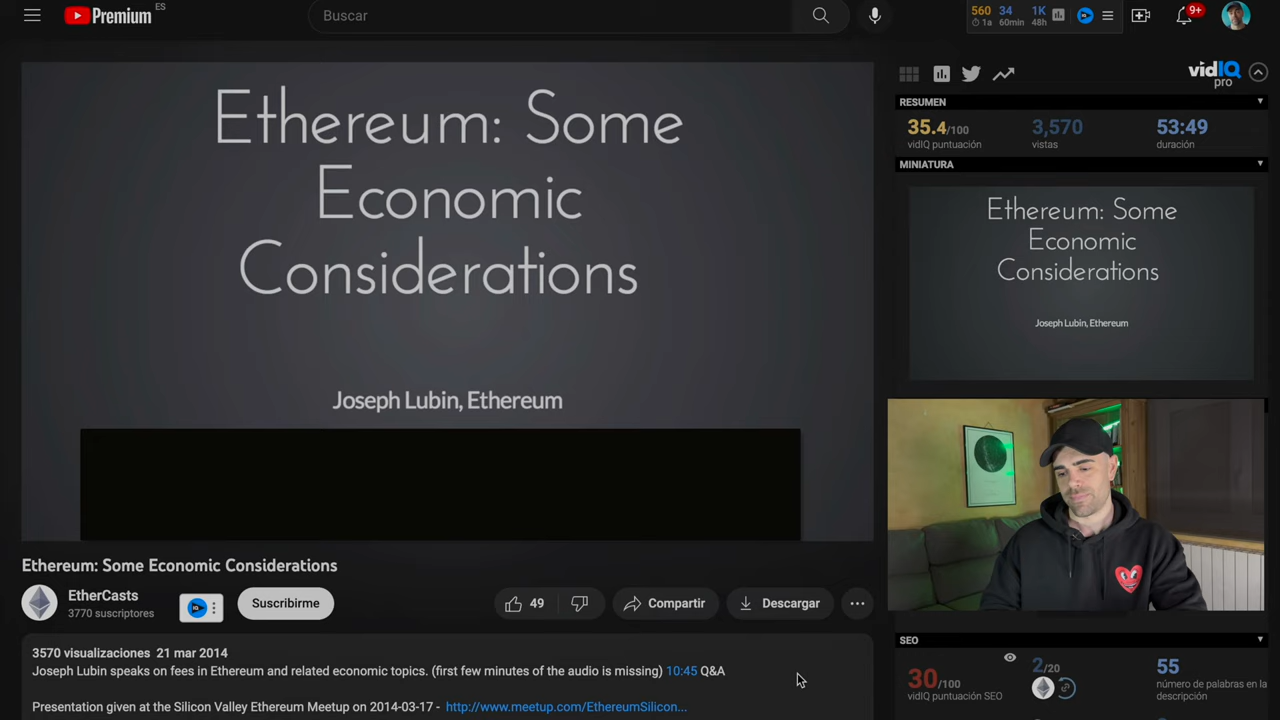 Premium ES
Buscar
560 34 1K
1a 60min 48h
9+
Ethereum: Some
Economic
Considerations
Joseph Lubin, Ethereum
vidIQ
pro
RESUMEN
35.4/100 3,570 53:49
vidIQ puntuación vistas duración
MINIATURA
Ethereum: Some
Economic
Considerations
Joseph Lubin, Ethereum
Ethereum: Some Economic Considerations
EtherCasts
3770 suscriptores
IQ
Suscribirme
49
Compartir
Descargar
3570 visualizaciones 21 mar 2014
Joseph Lubin speaks on fees in Ethereum and related economic topics. (first few minutes of the audio is missing) 10:45 Q&A
Presentation given at the Silicon Valley Ethereum Meetup on 2014-03-17 - http://www.meetup.com/EthereumSilicon...
SEO
30/100 2/20 55
vidIQ puntuación SEO
número de palabras en la
descripción